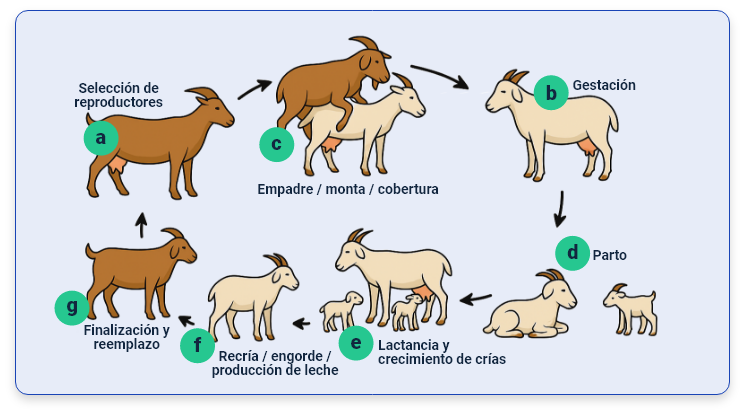 Selección de
reproductores
a
c
Empadre / monta / cobertura
b
Gestación
d
Parto
e
Lactancia y
crecimiento de crías
f
Recría / engorde /
producción de leche
g
Finalización y
reemplazo